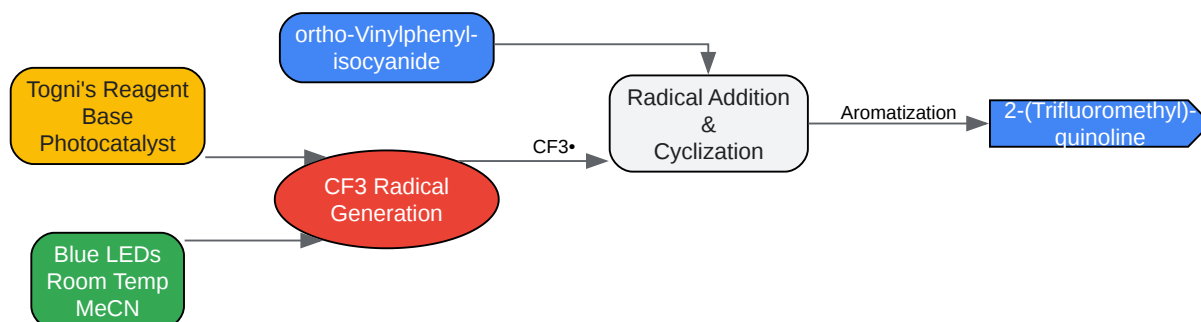 ortho-Vinylphenyl-
isocyanide
Togni's Reagent
Base
Photocatalyst
Blue LEDs
Room Temp
MeCN
CF3 Radical
Generation
CF3•
Radical Addition
&
Cyclization
Aromatization
2-(Trifluoromethyl)-
quinoline